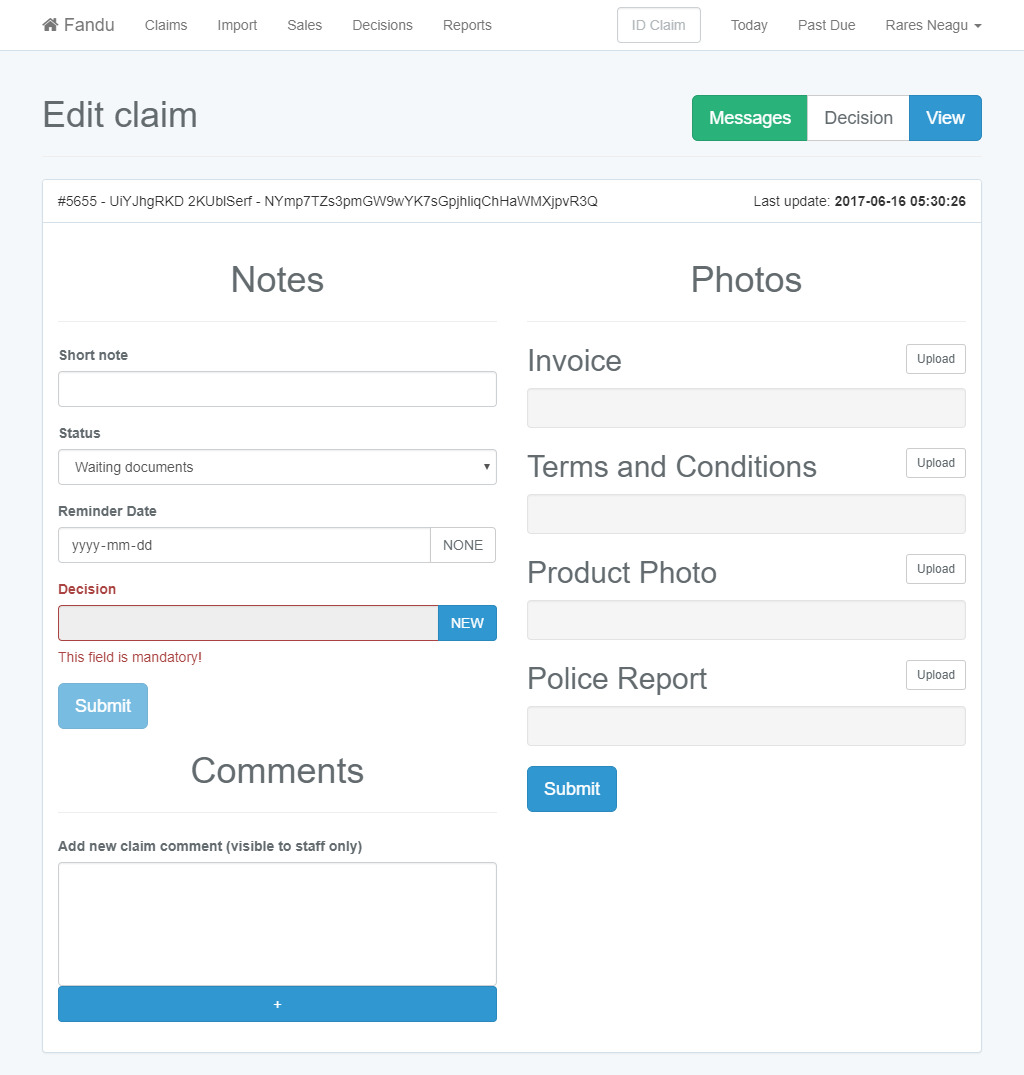 Fandu Claims Import Sales Decisions Reports ID Claim Today Past Due Rares Neagu
Edit claim
Messages Decision View
#5655 - UiYJhgRKD 2KUblSerf - NYmp7TZs3pmGW9wYK7sGpjhliqChHaWMXjpvR3Q Last update: 2017-06-16 05:30:26
Notes
Short note
Status
Waiting documents
Reminder Date
yyyy-mm-dd NONE
Decision
NEW
This field is mandatory!
Submit
Comments
Add new claim comment (visible to staff only)
+
Photos
Invoice Upload
Terms and Conditions Upload
Product Photo Upload
Police Report Upload
Submit